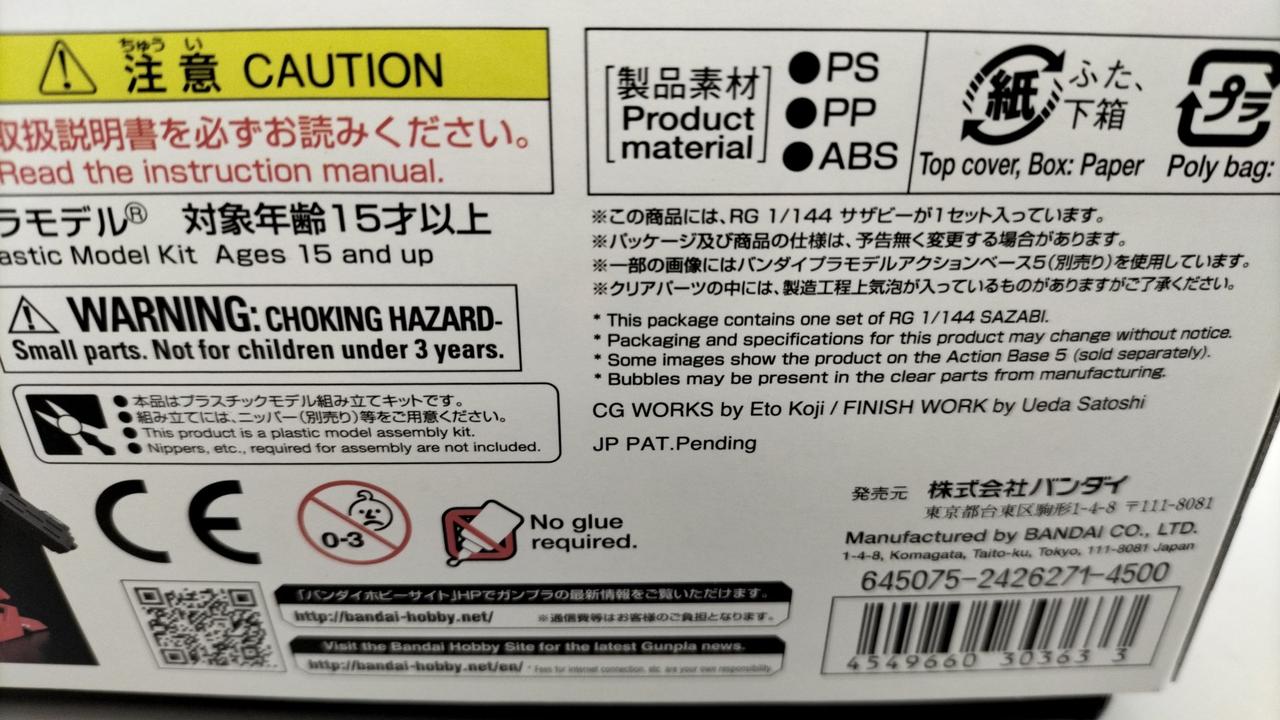 ちゅう い
注意 CAUTION
取扱説明書を必ずお読みください。
Read the instruction manual.
ラモデル® 対象年齢15才以上
astic Model Kit Ages 15 and up
WARNING: CHOKING HAZARD-
Small parts. Not for children under 3 years.
●本品はプラスチックモデル組み立てキットです。
●組み立てには、ニッパー(別売り)等をご用意ください。
●This product is a plastic model assembly kit.
●Nippers, etc., required for assembly are not included.
CE
0-3
No glue
required.
「バンダイホビーサイト」HPでガンプラの最新情報をご覧いただけます。
http://bandai-hobby.net/ ※通信費等はお客様のご負担となります。
Visit the Bandai Hobby Site for the latest Gunpla news.
http://bandai-hobby.net/en/ * Fees for internet connection, etc. are your own responsibility.
[製品素材
Product
material]
●PS
●PP
●ABS
紙 ふた、
下箱
Top cover, Box: Paper
プラ
Poly bag:
※この商品には、RG 1/144 サザビーが1セット入っています。
※パッケージ及び商品の仕様は、予告無く変更する場合があります。
※一部の画像にはバンダイプラモデルアクションベース5(別売り)を使用しています。
※クリアパーツの中には、製造工程上気泡が入っているものがありますがご了承ください。
* This package contains one set of RG 1/144 SAZABI.
* Packaging and specifications for this product may change without notice.
* Some images show the product on the Action Base 5 (sold separately).
* Bubbles may be present in the clear parts from manufacturing.
CG WORKS by Eto Koji / FINISH WORK by Ueda Satoshi
JP PAT.Pending
発売元 株式会社バンダイ
東京都台東区駒形1-4-8 〒111-8081
Manufactured by BANDAI CO., LTD.
1-4-8, Komagata, Taito-ku, Tokyo, 111-8081 Japan
645075-2426271-4500
4549660 30363 3